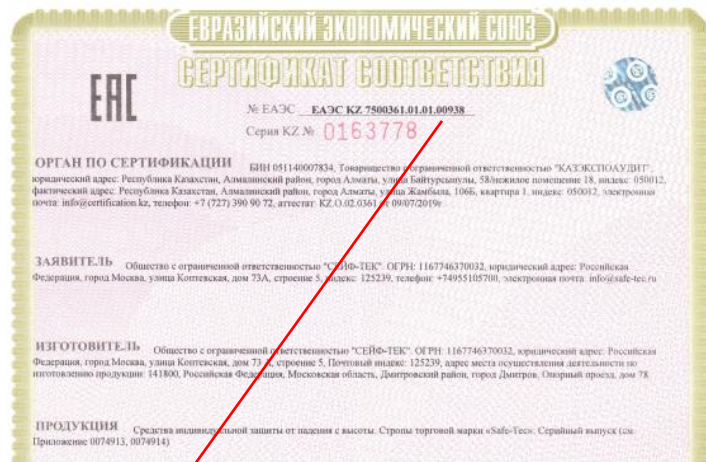 ЕВРАЗИЙСКИЙ ЭКОНОМИЧЕСКИЙ СОЮЗ
СЕРТИФИКАТ СООТВЕТСТВИЯ
ЕАС
№ ЕАЭС ЕАЭС KZ 7500361.01.01.00938
Серия KZ № 0163778
ОРГАН ПО СЕРТИФИКАЦИИ БИН 051140007834, Товарищество с ограниченной ответственностью "КАЗЭКСПОАУДИТ",
юридический адрес: Республика Казахстан, Алмалинский район, город Алматы, улица Байтурсынулы, 58/нежилое помещение 18, индекс: 050012,
фактический адрес: Республика Казахстан, Алмалинский район, город Алматы, улица Жамбыла, 106Б, квартира 1, индекс: 050012, электронная
почта: info@certification.kz, телефон: +7 (727) 390 90 72, аттестат: KZ.O.02.0361 от 09/07/2019г
ЗАЯВИТЕЛЬ Общество с ограниченной ответственностью "СЕЙФ-ТЕК". ОГРН: 1167746370032, юридический адрес: Российская
Федерация, город Москва, улица Коптевская, дом 73А, строение 5, индекс: 125239, телефон: +74955105700, электронная почта: info@safe-tec.ru
ИЗГОТОВИТЕЛЬ Общество с ограниченной ответственностью "СЕЙФ-ТЕК". ОГРН: 1167746370032, юридический адрес: Российская
Федерация, город Москва, улица Коптевская, дом 73 А, строение 5, Почтовый индекс: 125239, адрес места осуществления деятельности по
изготовлению продукции: 141800, Российская Федерация, Московская область, Дмитровский район, город Дмитров, Опорный проезд, дом 78
ПРОДУКЦИЯ Средства индивидуальной защиты от падения с высоты. Стропы торговой марки «Safe-Tec»; Серийный выпуск (см.
Приложение 0074913, 0074914)